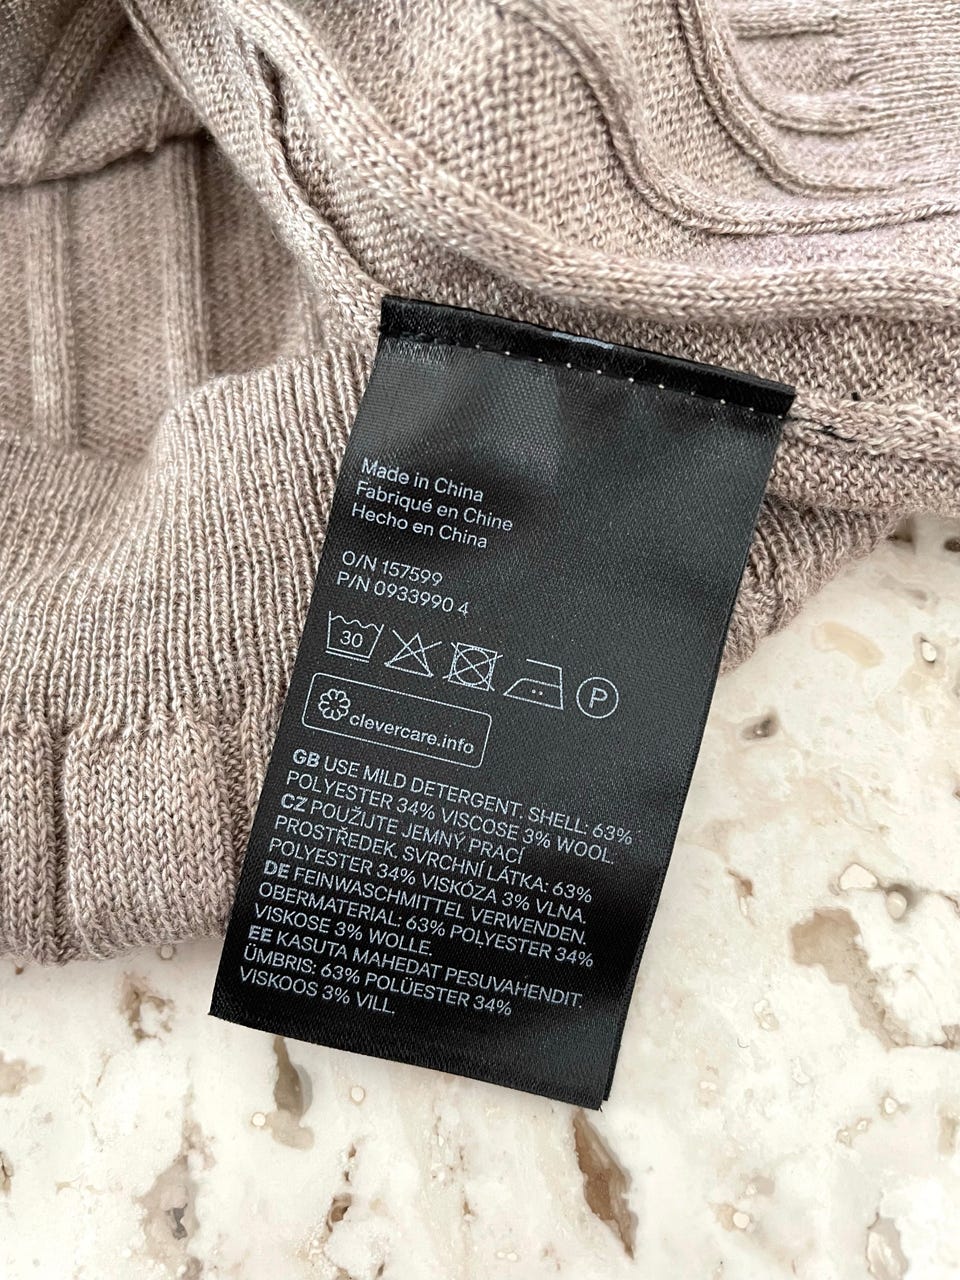 Made in China
Fabriqué en Chine
Hecho en China
O/N 157599
P/N 0933990 4
30
P
clevercare.info
GB USE MILD DETERGENT. SHELL: 63%
POLYESTER 34% VISCOSE 3% WOOL.
CZ POUŽIJTE JEMNÝ PRACÍ
PROSTŘEDEK. SVRCHNÍ LÁTKA: 63%
POLYESTER 34% VISKÓZA 3% VLNA.
DE FEINWASCHMITTEL VERWENDEN.
OBERMATERIAL: 63% POLYESTER 34%
VISKOSE 3% WOLLE.
EE KASUTA MAHEDAT PESUVAHENDIT.
ÜMBRIS: 63% POLÜESTER 34%
VISKOOS 3% VILL.